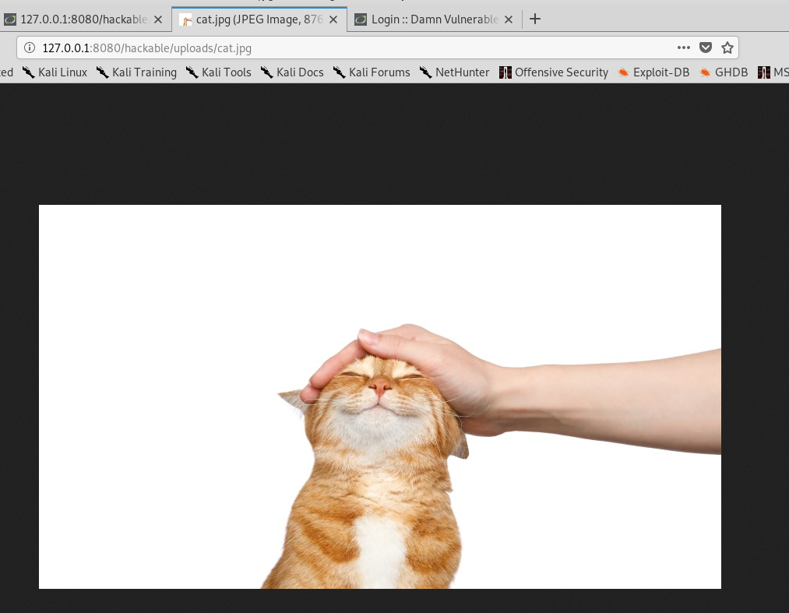 127.0.0.1:8080/hackable cat.jpg (JPEG Image, 876 Login :: Damn Vulnerable
127.0.0.1:8080/hackable/uploads/cat.jpg
ed Kali Linux Kali Training Kali Tools Kali Docs Kali Forums NetHunter Offensive Security Exploit-DB GHDB MS